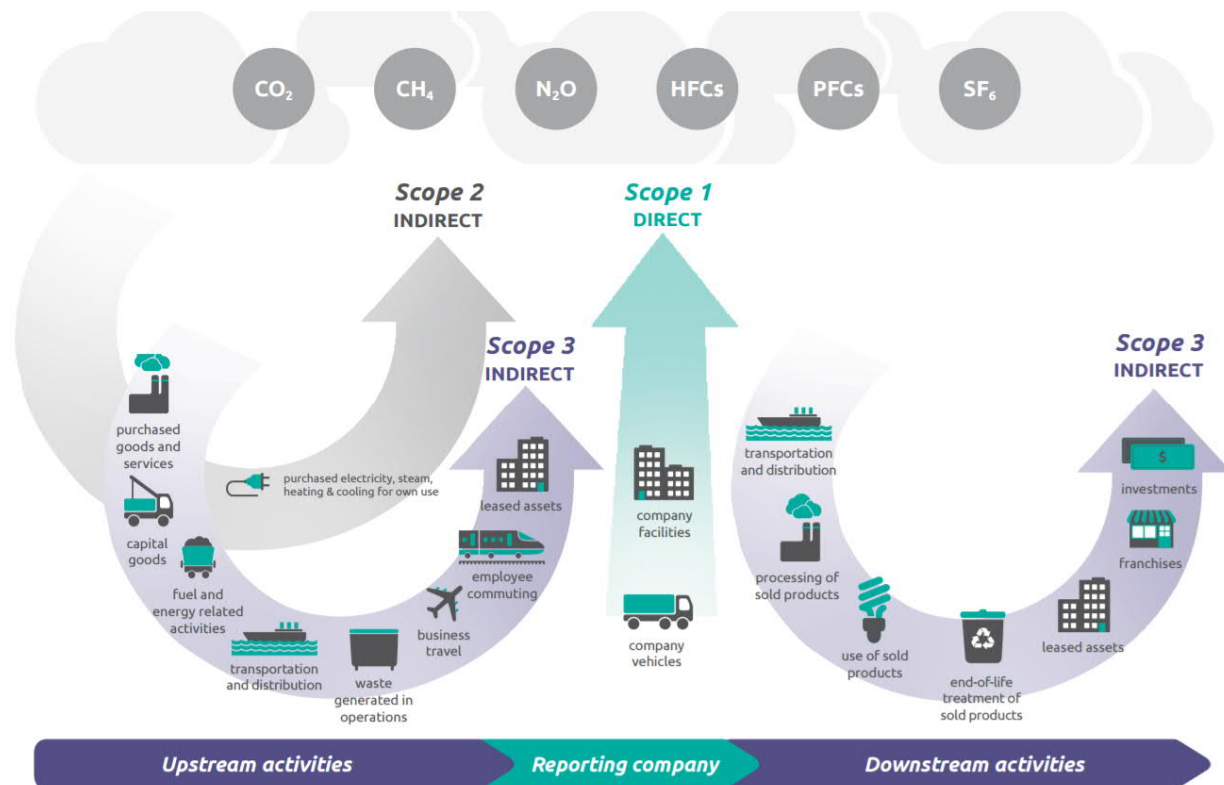 CO₂
CH₄
N₂O
HFCs
PFCs
SF₆
Scope 2
INDIRECT
Scope 1
DIRECT
Scope 3
INDIRECT
Scope 3
INDIRECT
purchased
goods and
services
capital
goods
fuel and
energy related
activities
transportation
and distribution
waste
generated in
operations
business
travel
employee
commuting
leased assets
purchased electricity, steam,
heating & cooling for own use
company
facilities
company
vehicles
transportation
and distribution
processing of
sold products
use of sold
products
end-of-life
treatment of
sold products
leased assets
franchises
$
investments
Upstream activities
Reporting company
Downstream activities